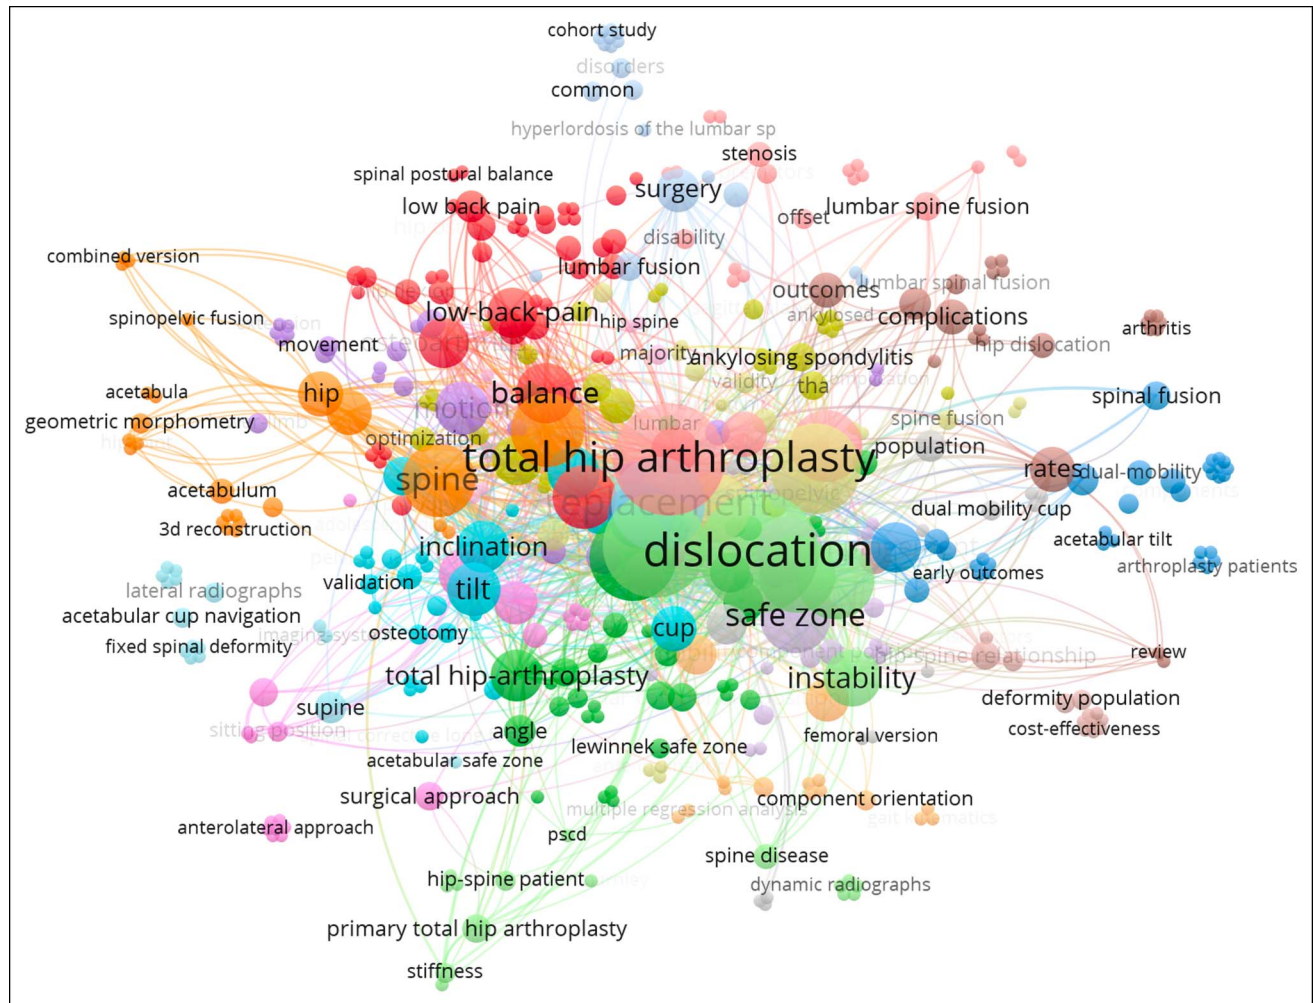 cohort study
disorders
common
hyperlordosis of the lumbar sp
stenosis
spinal postural balance
surgery
low back pain
offset
lumbar spine fusion
disability
combined version
lumbar fusion
lumbar spinal fusion
outcomes
spinopelvic fusion
low-back-pain
hip spine
ankylosed
complications
arthritis
movement
majority
ankylosing spondylitis
hip dislocation
validity
tha
acetabula
hip
balance
spinal fusion
motion
geometric morphometry
lumbar
spine fusion
optimization
population
total hip arthroplasty
rates
dual-mobility
spine
acetabulum
replacement
dual mobility cup
3d reconstruction
acetabular tilt
inclination
dislocation
arthroplasty patients
early outcomes
validation
tilt
lateral radiographs
acetabular cup navigation
safe zone
osteotomy
cup
imaging-system
fixed spinal deformity
hip-spine relationship
review
total hip-arthroplasty
instability
deformity population
supine
cost-effectiveness
sitting position
angle
femoral version
lewinnek safe zone
acetabular safe zone
surgical approach
component orientation
multiple regression analysis
gait kinematics
anterolateral approach
pscd
spine disease
hip-spine patient
dynamic radiographs
primary total hip arthroplasty
stiffness